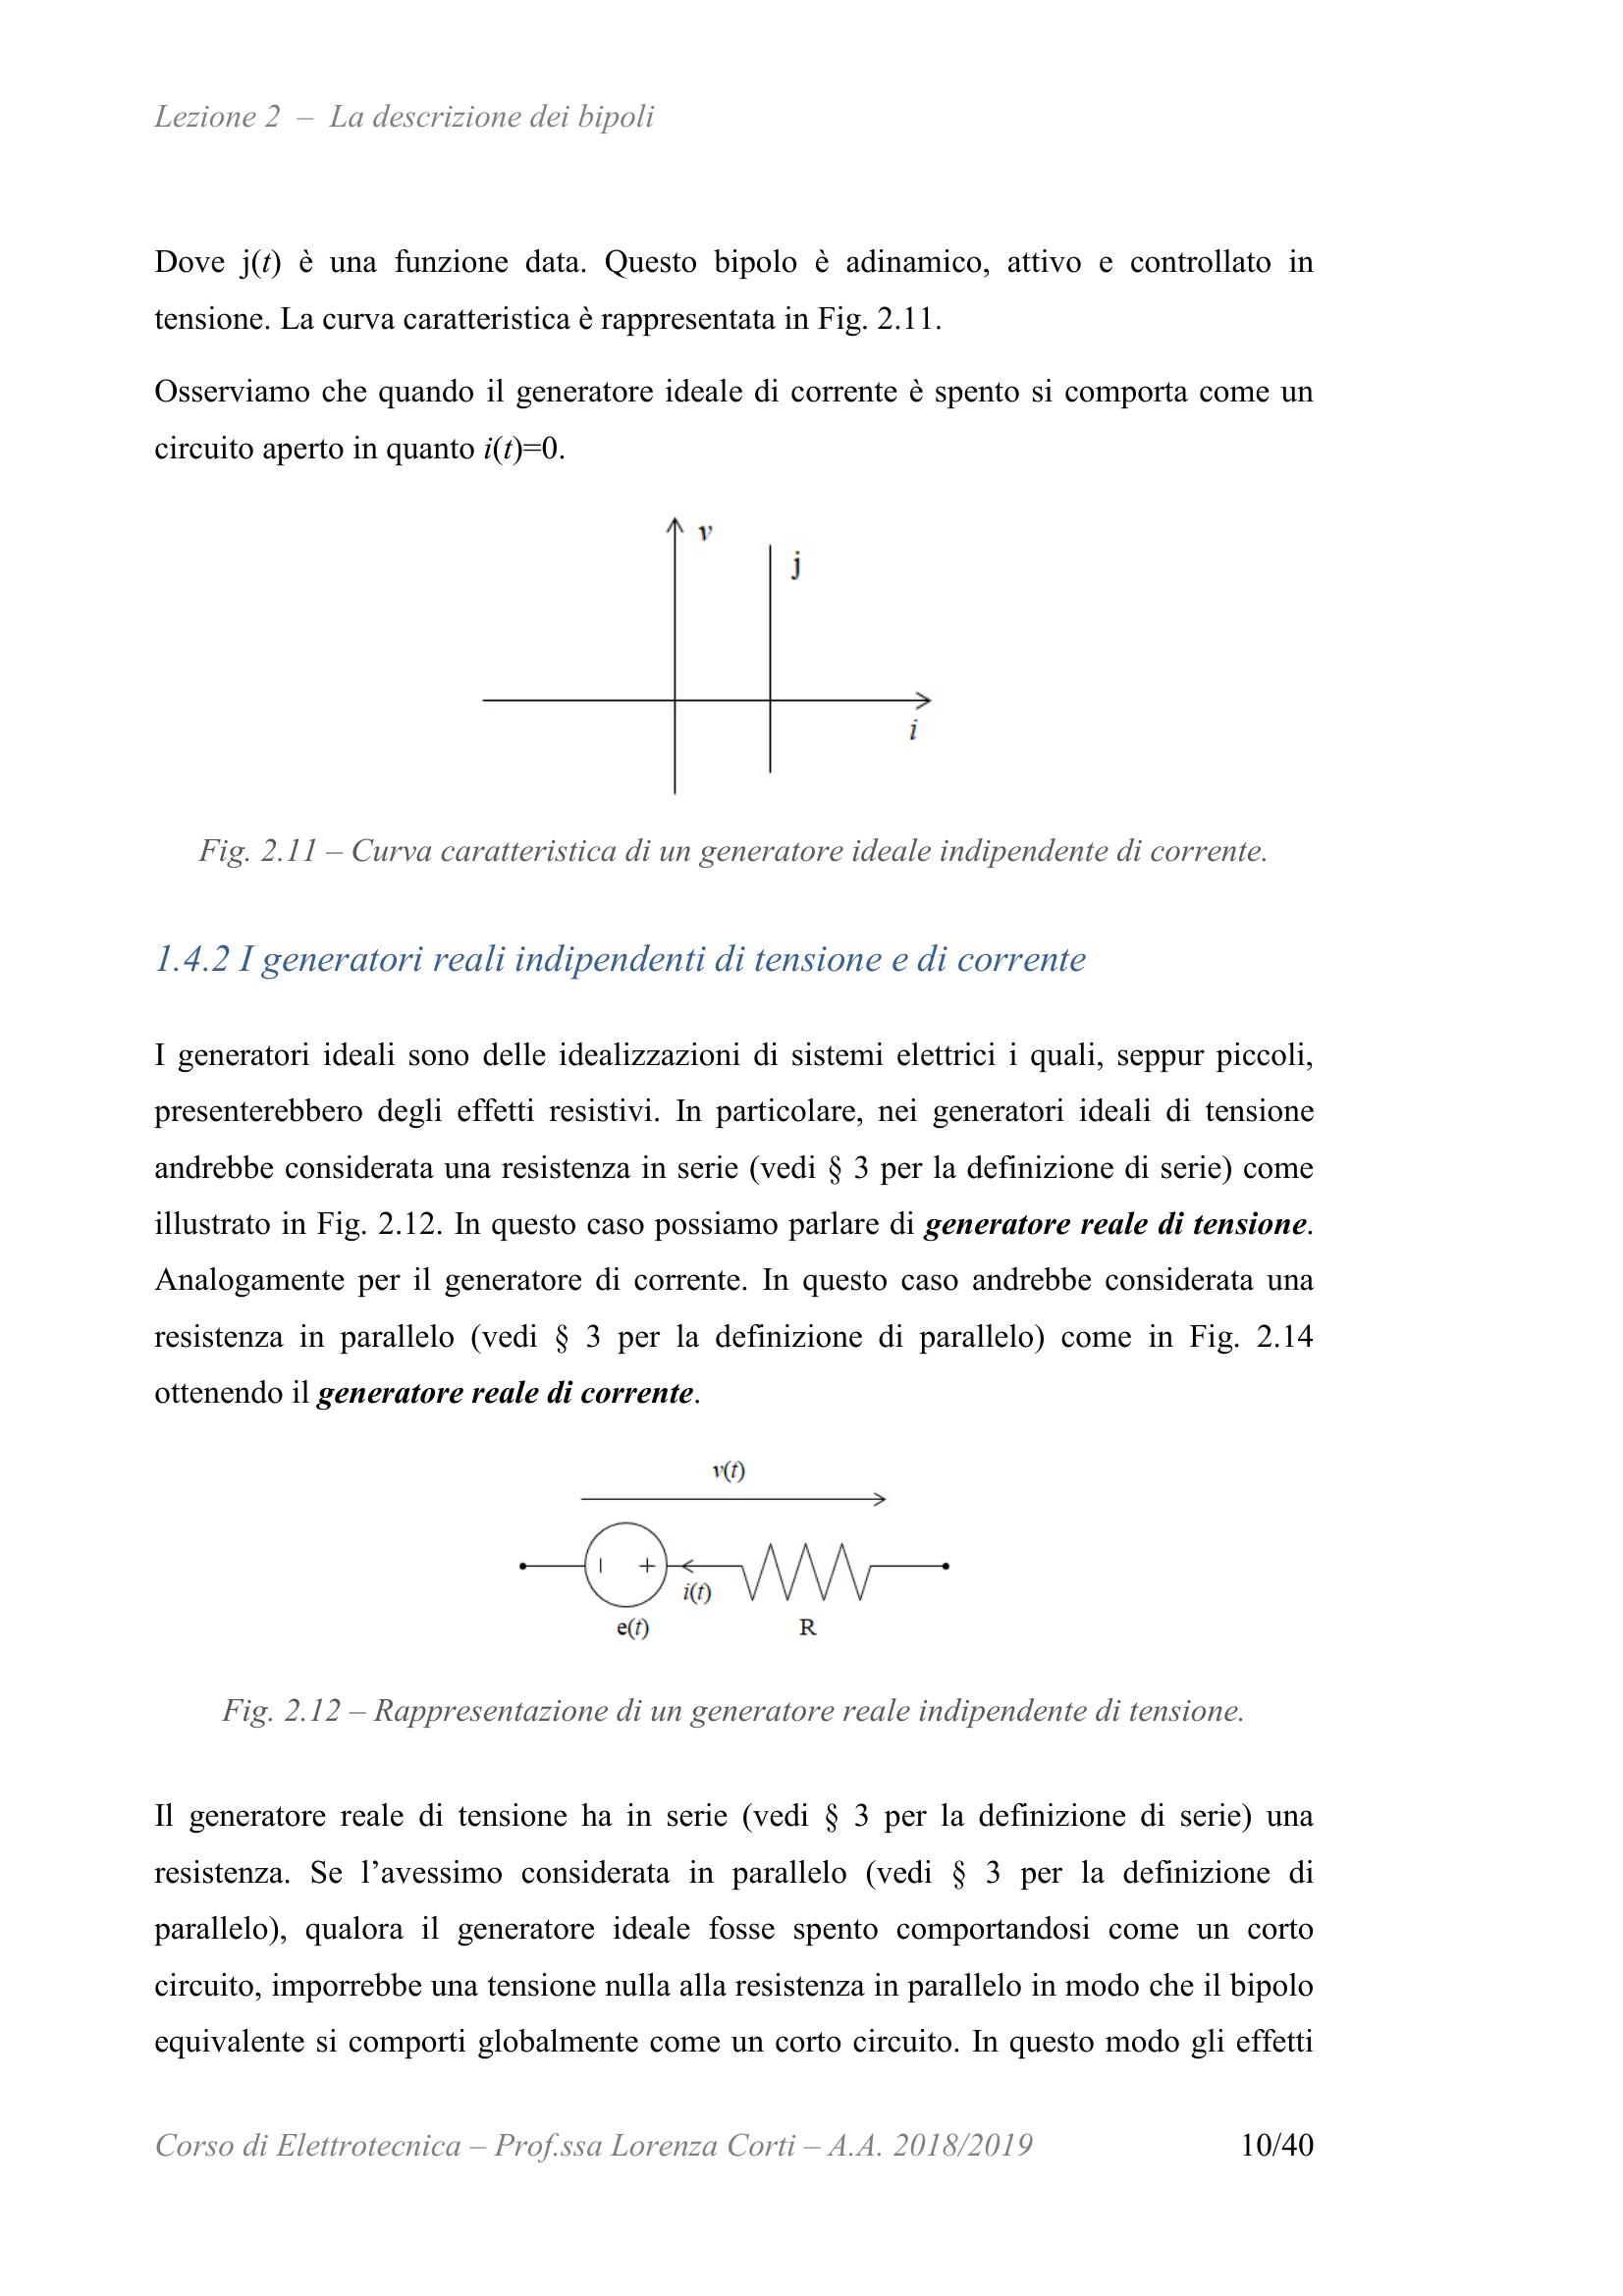 Lezione 2 – La descrizione dei bipoli
Dove j(t) è una funzione data. Questo bipolo è adinamico, attivo e controllato in
tensione. La curva caratteristica è rappresentata in Fig. 2.11.
Osserviamo che quando il generatore ideale di corrente è spento si comporta come un
circuito aperto in quanto i(t)=0.
v
j
i
Fig. 2.11 – Curva caratteristica di un generatore ideale indipendente di corrente.
1.4.2 I generatori reali indipendenti di tensione e di corrente
I generatori ideali sono delle idealizzazioni di sistemi elettrici i quali, seppur piccoli,
presenterebbero degli effetti resistivi. In particolare, nei generatori ideali di tensione
andrebbe considerata una resistenza in serie (vedi § 3 per la definizione di serie) come
illustrato in Fig. 2.12. In questo caso possiamo parlare di generatore reale di tensione.
Analogamente per il generatore di corrente. In questo caso andrebbe considerata una
resistenza in parallelo (vedi § 3 per la definizione di parallelo) come in Fig. 2.14
ottenendo il generatore reale di corrente.
v(t)
i(t)
e(t) R
Fig. 2.12 – Rappresentazione di un generatore reale indipendente di tensione.
Il generatore reale di tensione ha in serie (vedi § 3 per la definizione di serie) una
resistenza. Se l’avessimo considerata in parallelo (vedi § 3 per la definizione di
parallelo), qualora il generatore ideale fosse spento comportandosi come un corto
circuito, imporrebbe una tensione nulla alla resistenza in parallelo in modo che il bipolo
equivalente si comporti globalmente come un corto circuito. In questo modo gli effetti
Corso di Elettrotecnica – Prof.ssa Lorenza Corti – A.A. 2018/2019 10/40